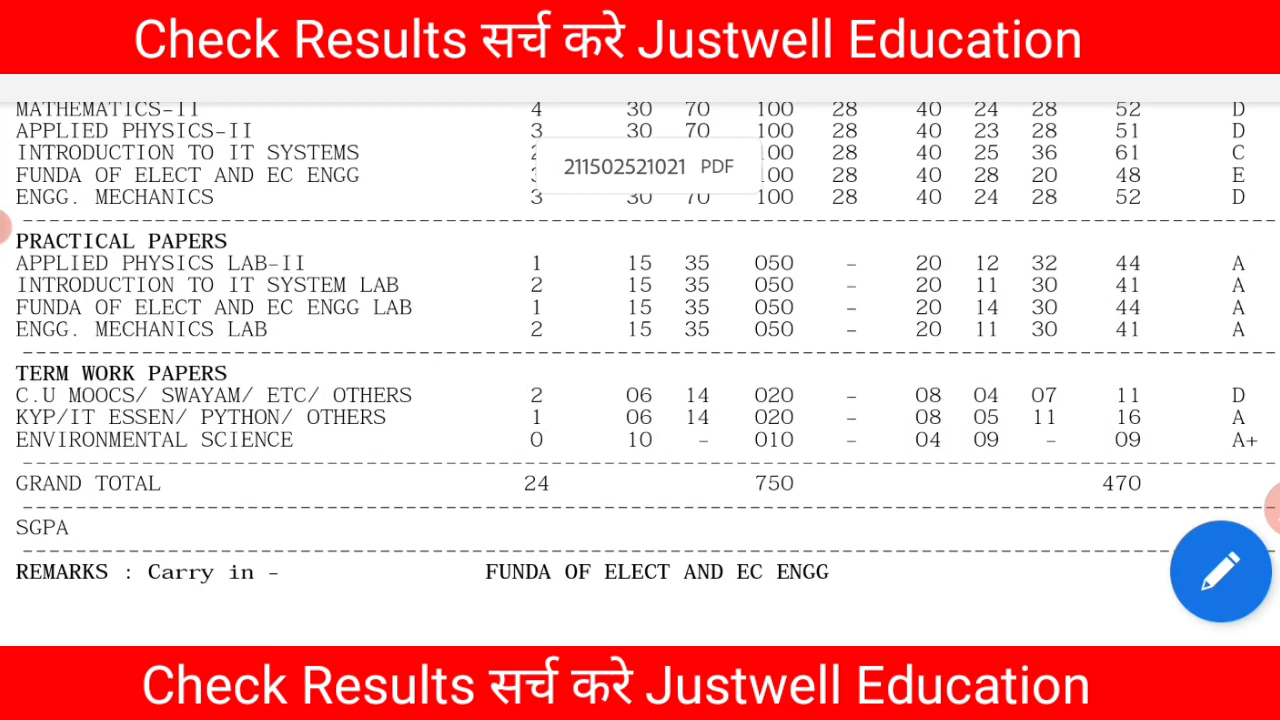 Check Results सर्च करे Justwell Education
MATHEMATICS-II 4 30 70 100 28 40 24 28 52 D
APPLIED PHYSICS-II 3 30 70 100 28 40 23 28 51 D
INTRODUCTION TO IT SYSTEMS 28 40 25 36 61 C
211502521021 PDF
FUNDA OF ELECT AND EC ENGG 100 28 40 28 20 48 E
ENGG. MECHANICS 3 30 70 100 28 40 24 28 52 D
PRACTICAL PAPERS
APPLIED PHYSICS LAB-II 1 15 35 050 - 20 12 32 44 A
INTRODUCTION TO IT SYSTEM LAB 2 15 35 050 - 20 11 30 41 A
FUNDA OF ELECT AND EC ENGG LAB 1 15 35 050 - 20 14 30 44 A
ENGG. MECHANICS LAB 2 15 35 050 - 20 11 30 41 A
TERM WORK PAPERS
C.U MOOCS/ SWAYAM/ ETC/ OTHERS 2 06 14 020 - 08 04 07 11 D
KYP/IT ESSEN/ PYTHON/ OTHERS 1 06 14 020 - 08 05 11 16 A
ENVIRONMENTAL SCIENCE 0 10 - 010 - 04 09 - 09 A+
GRAND TOTAL 24 750 470
SGPA
REMARKS : Carry in - FUNDA OF ELECT AND EC ENGG
Check Results सर्च करे Justwell Education